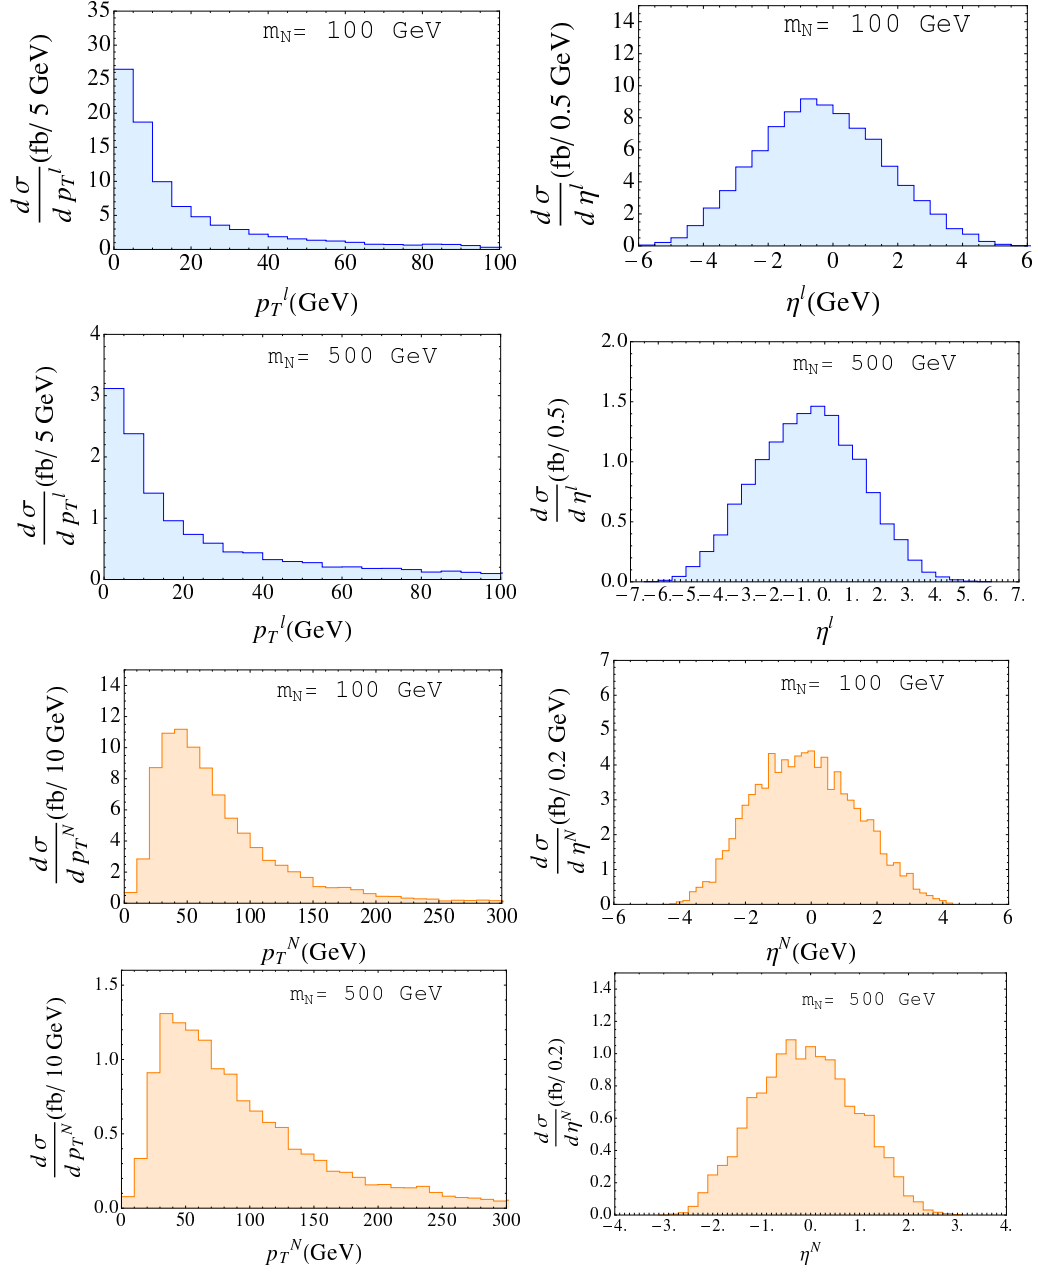 m_N= 100 GeV
dσ/dp_T^l (fb/ 5 GeV)
35
30
25
20
15
10
5
0
0 20 40 60 80 100
p_T^l(GeV)
m_N= 100 GeV
dσ/dη^l (fb/ 0.5 GeV)
14
12
10
8
6
4
2
0
−6 −4 −2 0 2 4 6
η^l(GeV)
m_N= 500 GeV
dσ/dp_T^l (fb/ 5 GeV)
4
3
2
1
0
0 20 40 60 80 100
p_T^l(GeV)
m_N= 500 GeV
dσ/dη^l (fb/ 0.5)
2.0
1.5
1.0
0.5
0.0
−7. −6. −5. −4. −3. −2. −1. 0. 1. 2. 3. 4. 5. 6. 7.
η^l
m_N= 100 GeV
dσ/dp_T^N (fb/ 10 GeV)
14
12
10
8
6
4
2
0
0 50 100 150 200 250 300
p_T^N(GeV)
m_N= 100 GeV
dσ/dη^N (fb/ 0.2 GeV)
7
6
5
4
3
2
1
0
−6 −4 −2 0 2 4 6
η^N(GeV)
m_N= 500 GeV
dσ/dp_T^N (fb/ 10 GeV)
1.5
1.0
0.5
0.0
0 50 100 150 200 250 300
p_T^N(GeV)
m_N= 500 GeV
dσ/dη^N (fb/ 0.2)
1.4
1.2
1.0
0.8
0.6
0.4
0.2
0.0
−4. −3. −2. −1. 0. 1. 2. 3. 4.
η^N